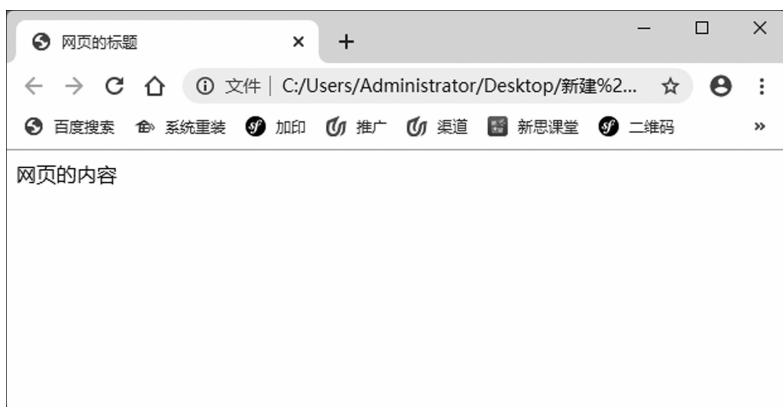 网页的标题
文件 | C:/Users/Administrator/Desktop/新建%2...
百度搜索 系统重装 加印 推广 渠道 新思课堂 二维码 »
网页的内容